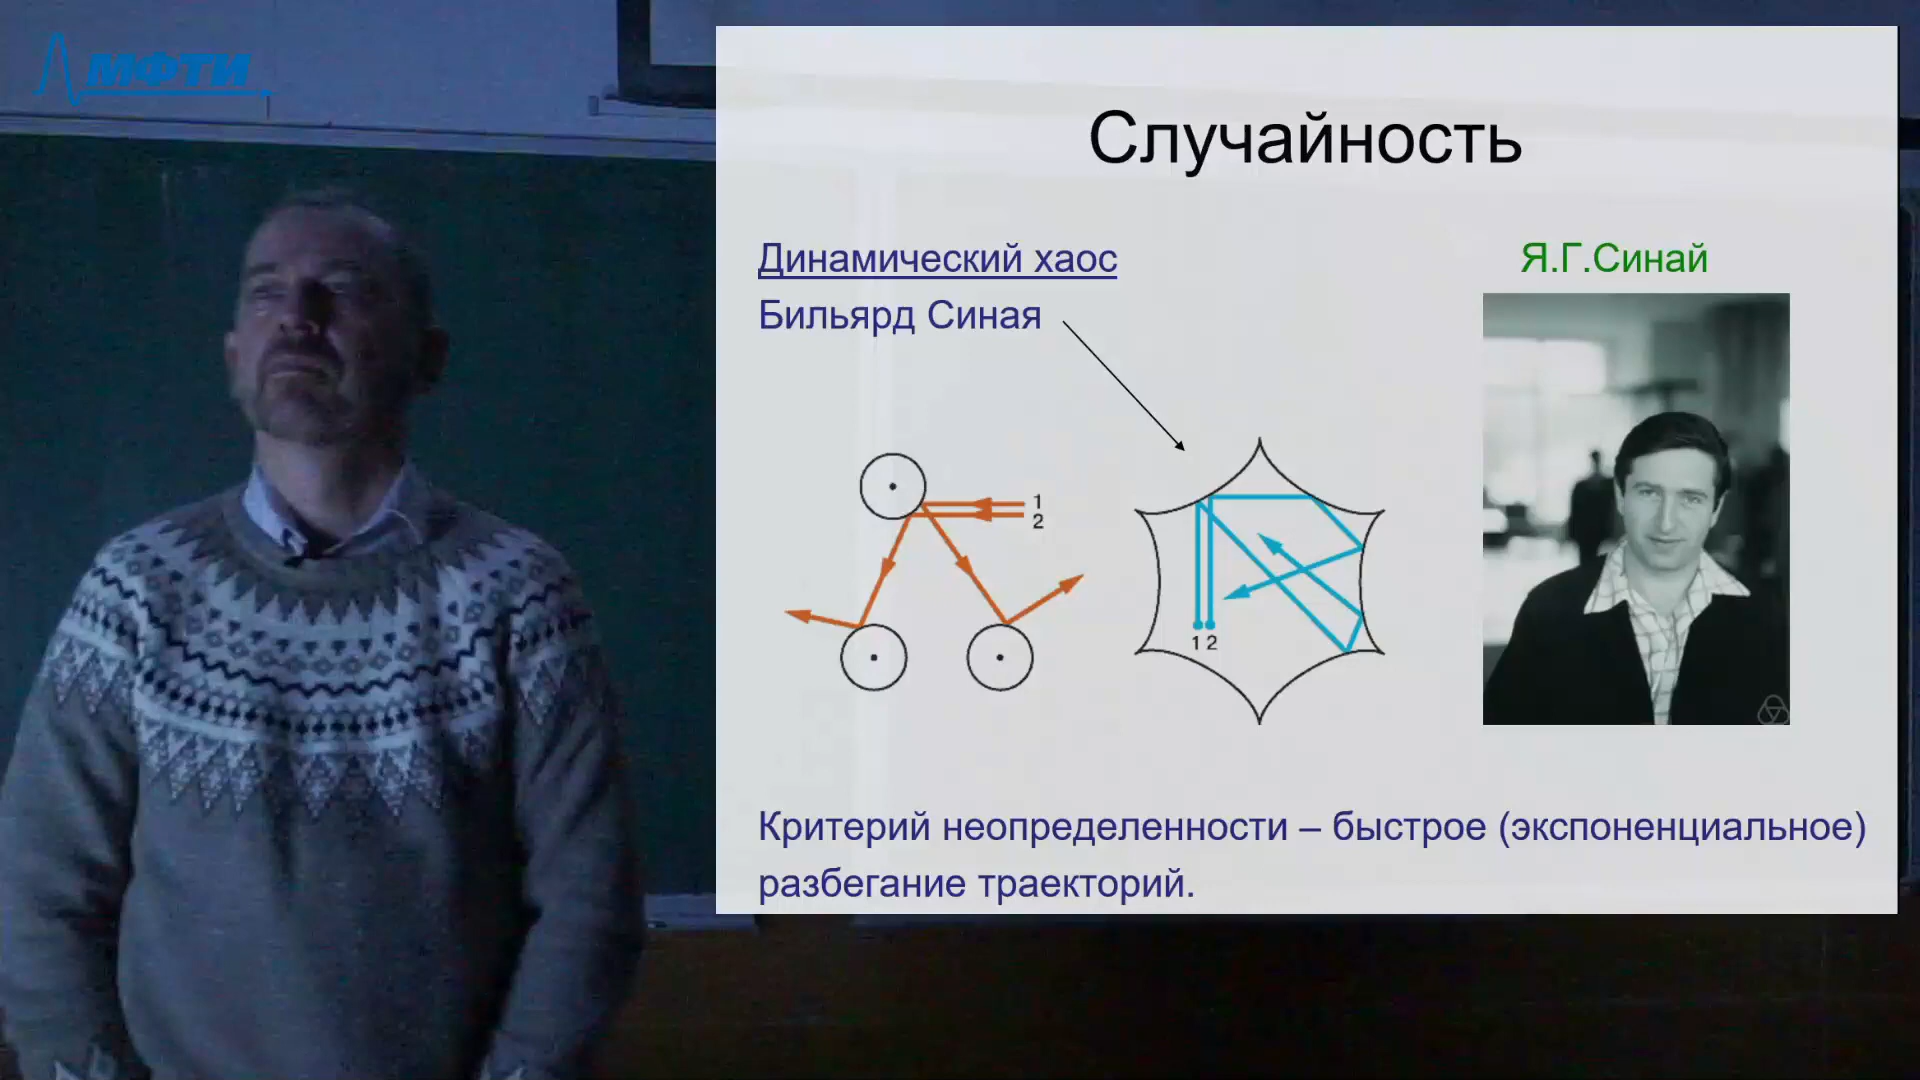 МФТИ
Случайность
Динамический хаос
Я.Г.Синай
Бильярд Синая
1
2
1 2
Критерий неопределенности – быстрое (экспоненциальное)
разбегание траекторий.